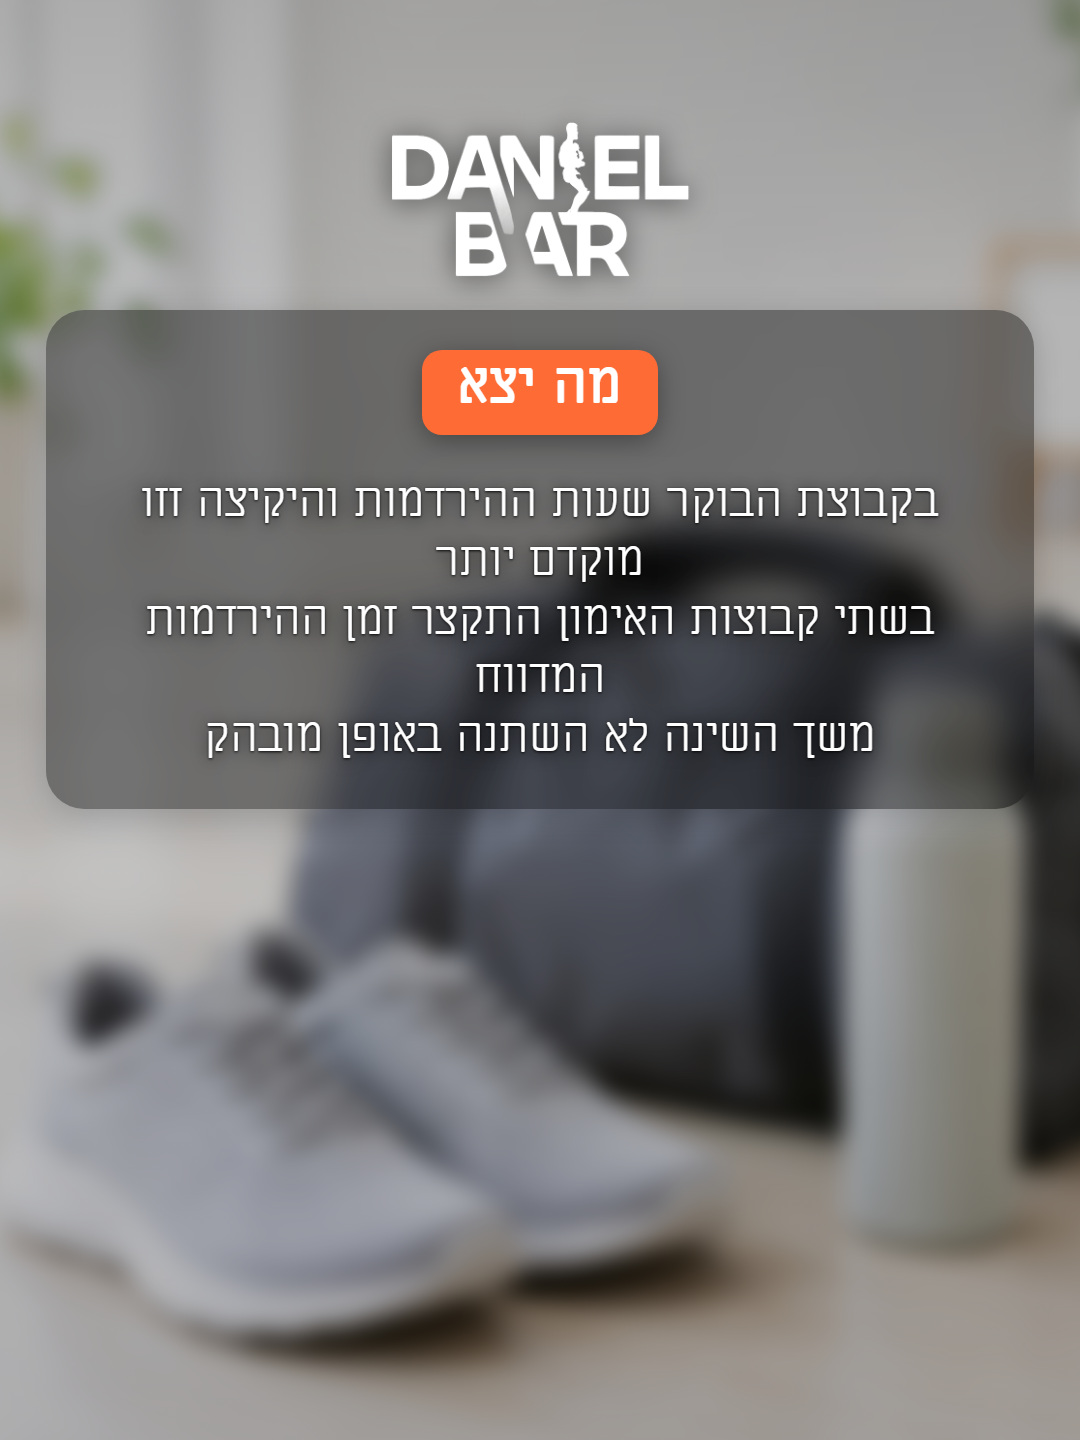 DANIEL
BAR
מה יצא
בקבוצת הבוקר שעות ההירדמות והיקיצה זזו
מוקדם יותר
בשתי קבוצות האימון התקצר זמן ההירדמות
המדווח
משך השינה לא השתנה באופן מובהק